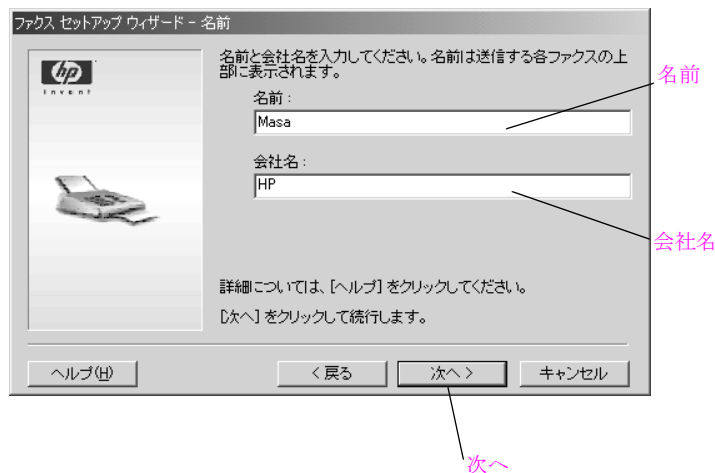 ファクス セットアップ ウィザード - 名前
hp
invent
名前と会社名を入力してください。名前は送信する各ファクスの上
部に表示されます。
名前
名前：
Masa
会社名：
HP
会社名
詳細については、[ヘルプ] をクリックしてください。
[次へ] をクリックして続行します。
ヘルプ(H)
< 戻る
次へ >
キャンセル
次へ